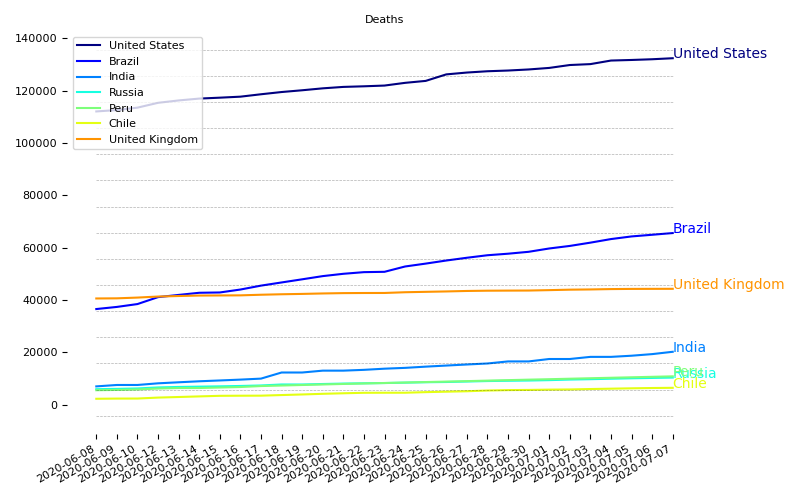 Deaths
140000
120000
100000
80000
60000
40000
20000
0
United States
Brazil
India
Russia
Peru
Chile
United Kingdom
United States
Brazil
United Kingdom
India
Peru
Russia
Chile
2020-06-08
2020-06-09
2020-06-10
2020-06-12
2020-06-13
2020-06-14
2020-06-15
2020-06-16
2020-06-17
2020-06-18
2020-06-19
2020-06-20
2020-06-21
2020-06-22
2020-06-23
2020-06-24
2020-06-25
2020-06-26
2020-06-27
2020-06-28
2020-06-29
2020-06-30
2020-07-01
2020-07-02
2020-07-03
2020-07-04
2020-07-05
2020-07-06
2020-07-07